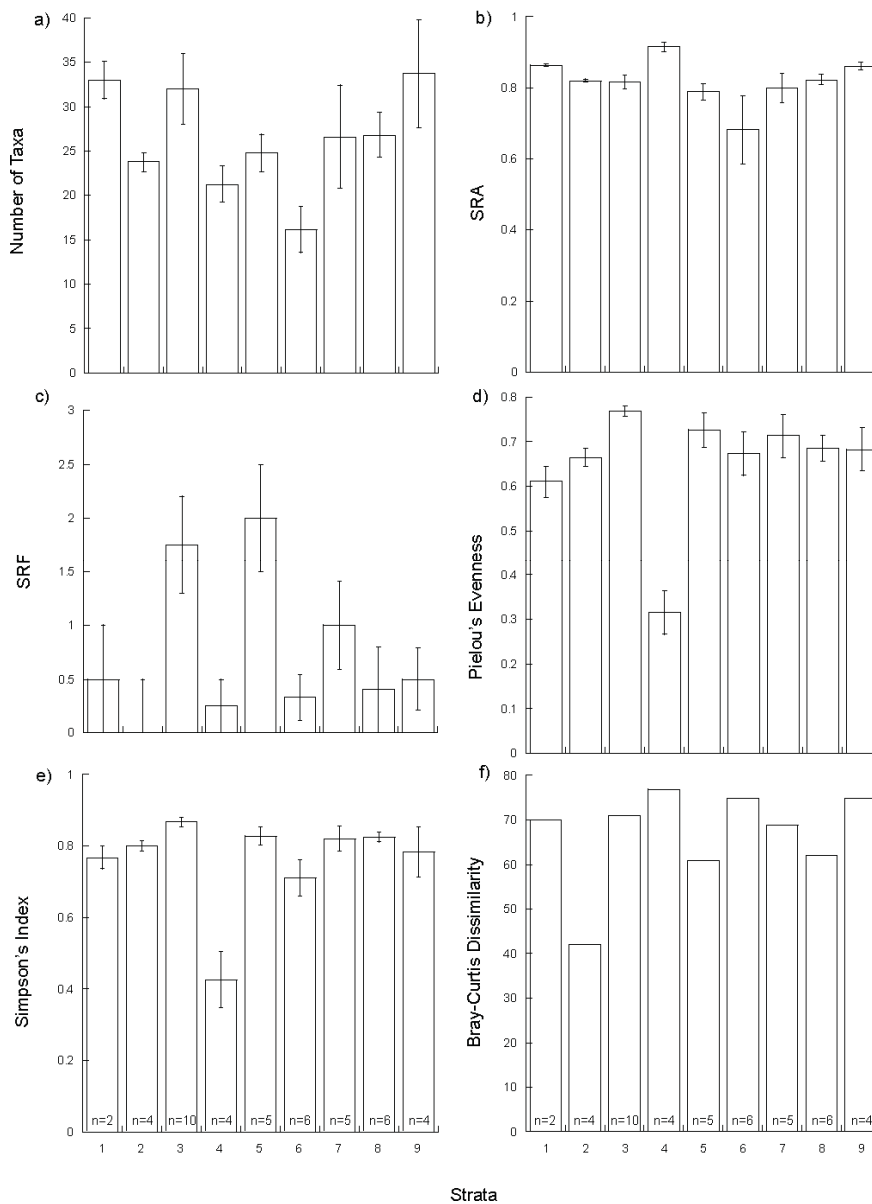 a)
40
35
30
25
20
15
10
5
0
Number of Taxa
b)
1
0.8
0.6
0.4
0.2
0
SRA
c)
3
2.5
2
1.5
1
0.5
0
SRF
d)
0.8
0.7
0.6
0.5
0.4
0.3
0.2
0.1
0
Pielou's Evenness
e)
1
0.8
0.6
0.4
0.2
0
Simpson's Index
n=2 n=4 n=10 n=4 n=5 n=6 n=5 n=6 n=4
1 2 3 4 5 6 7 8 9
f)
80
70
60
50
40
30
20
10
0
Bray-Curtis Dissimilarity
n=2 n=4 n=10 n=4 n=5 n=6 n=5 n=6 n=4
1 2 3 4 5 6 7 8 9
Strata